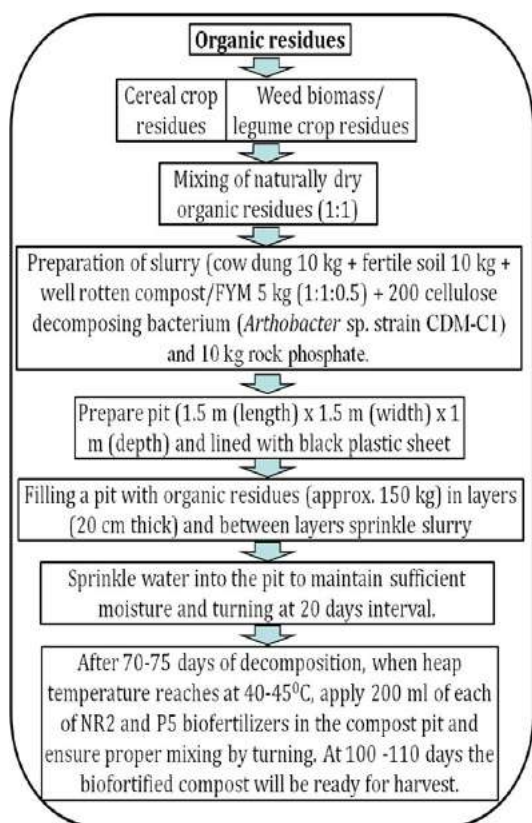 Organic residues
Cereal crop
residues
Weed biomass/
legume crop residues
Mixing of naturally dry
organic residues (1:1)
Preparation of slurry (cow dung 10 kg + fertile soil 10 kg +
well rotten compost/FYM 5 kg (1:1:0.5) + 200 cellulose
decomposing bacterium (Arthobacter sp. strain CDM-C1)
and 10 kg rock phosphate.
Prepare pit (1.5 m (length) x 1.5 m (width) x 1
m (depth) and lined with black plastic sheet
Filling a pit with organic residues (approx. 150 kg) in layers
(20 cm thick) and between layers sprinkle slurry
Sprinkle water into the pit to maintain sufficient
moisture and turning at 20 days interval.
After 70-75 days of decomposition, when heap
temperature reaches at 40-45⁰C, apply 200 ml of each
of NR2 and P5 biofertilizers in the compost pit and
ensure proper mixing by turning. At 100 -110 days the
biofortified compost will be ready for harvest.